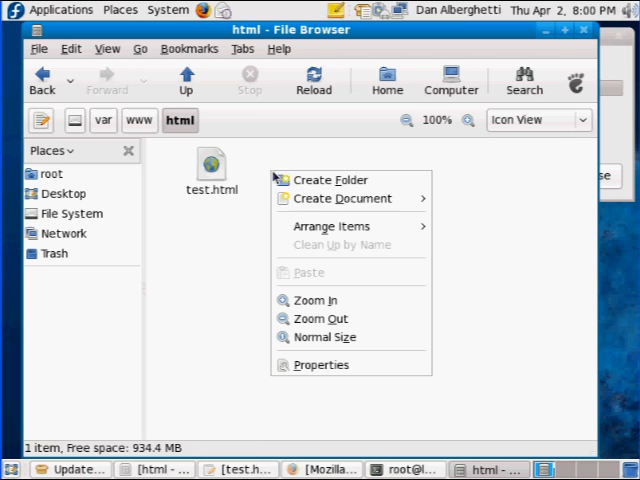 Applications Places System Dan Alberghetti Thu Apr 2, 8:00 PM
html - File Browser
File Edit View Go Bookmarks Tabs Help
Back Forward Up Stop Reload Home Computer Search
var www html 100% Icon View
Places
root
Desktop
File System
Network
Trash
test.html
Create Folder
Create Document
Arrange Items
Clean Up by Name
Paste
Zoom In
Zoom Out
Normal Size
Properties
se
1 item, Free space: 934.4 MB
Update... [html - ... [test.h... [Mozilla... root@l... html - ...